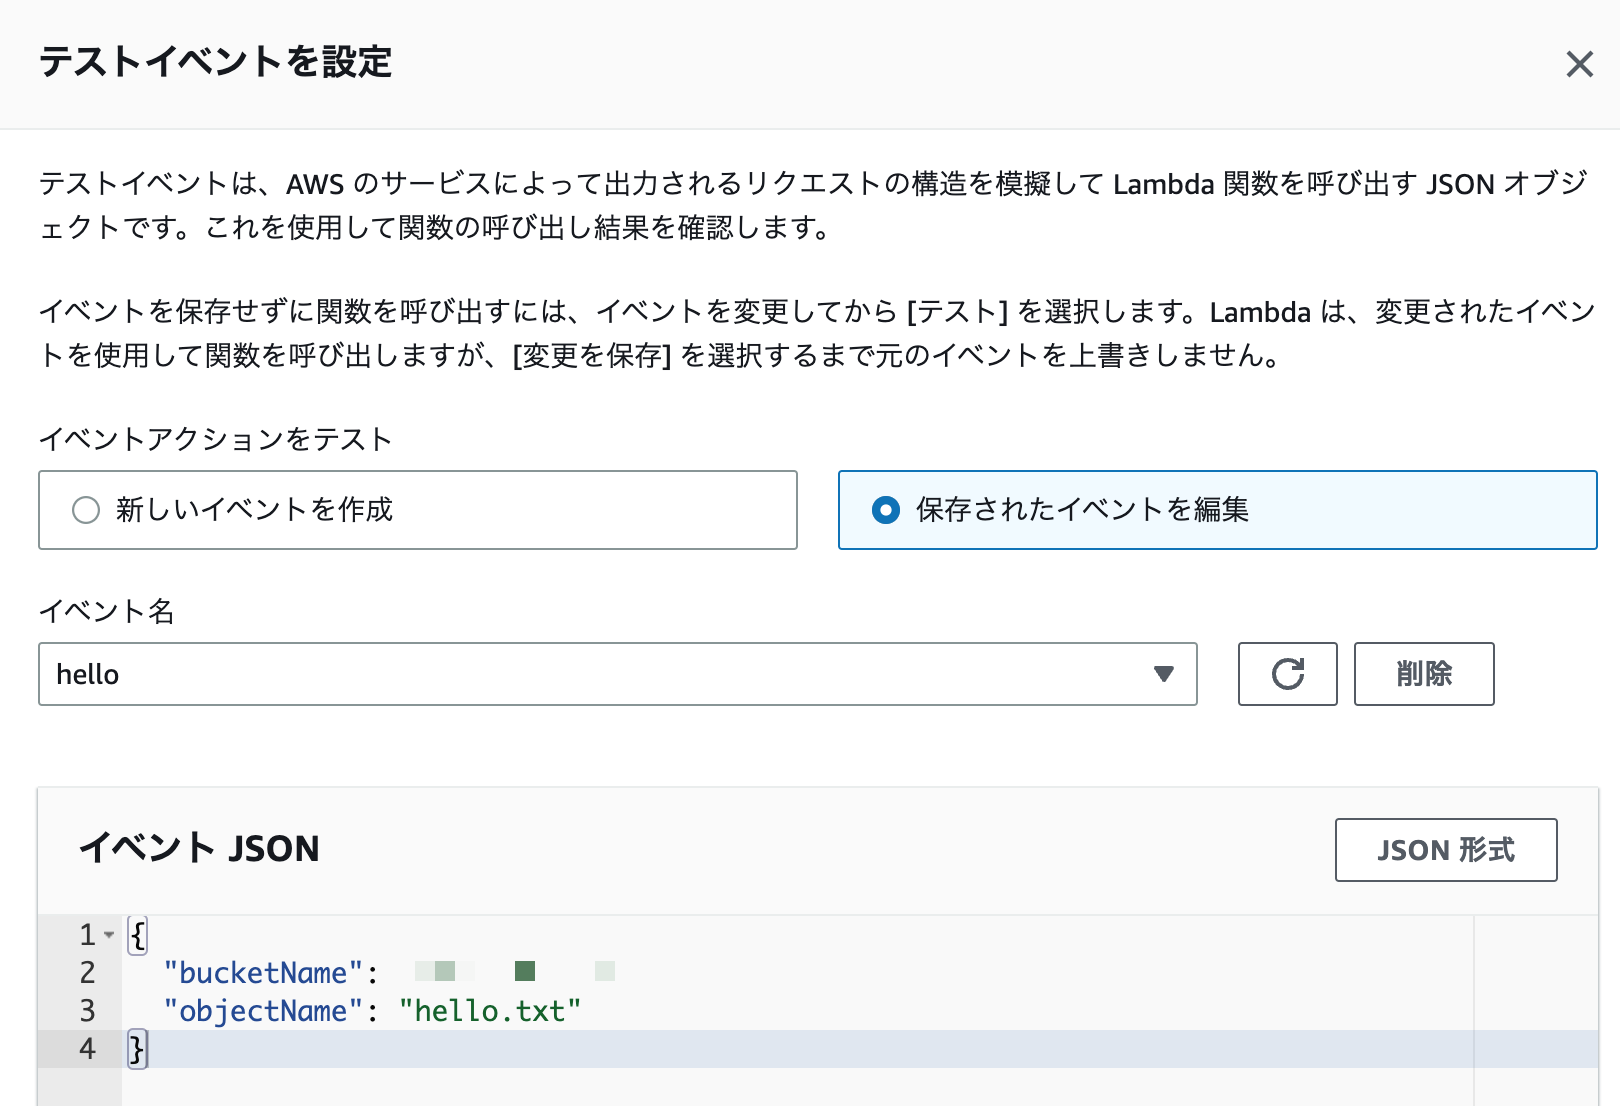 テストイベントを設定
テストイベントは、AWS のサービスによって出力されるリクエストの構造を模擬して Lambda 関数を呼び出す JSON オブジ
ェクトです。これを使用して関数の呼び出し結果を確認します。
イベントを保存せずに関数を呼び出すには、イベントを変更してから [テスト] を選択します。Lambda は、変更されたイベン
トを使用して関数を呼び出しますが、[変更を保存] を選択するまで元のイベントを上書きしません。
イベントアクションをテスト
新しいイベントを作成 保存されたイベントを編集
イベント名
hello 削除
イベント JSON JSON 形式
1 {
2 "bucketName":
3 "objectName": "hello.txt"
4 }